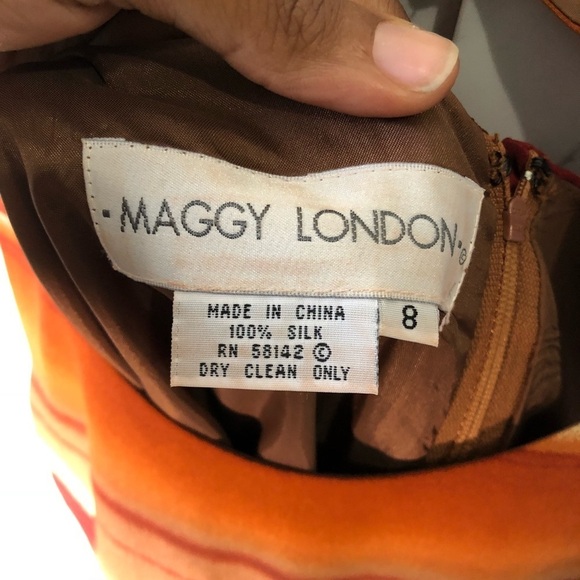 ·MAGGY LONDON·®
8
MADE IN CHINA
100% SILK
RN 58142 ©
DRY CLEAN ONLY